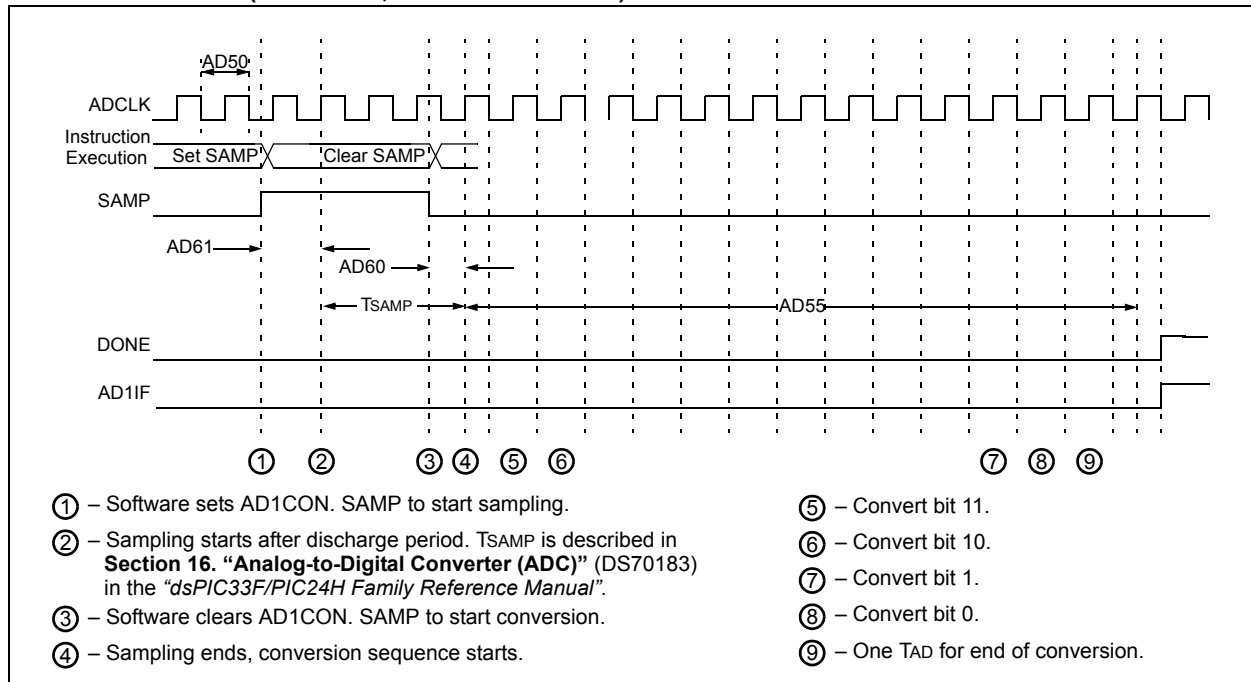 AD50
ADCLK
Instruction
Execution
Set SAMP
Clear SAMP
SAMP
AD61
AD60
TSAMP
AD55
DONE
AD1IF
1 2 3 4 5 6 7 8 9
1 – Software sets AD1CON. SAMP to start sampling.
2 – Sampling starts after discharge period. TSAMP is described in
Section 16. “Analog-to-Digital Converter (ADC)” (DS70183)
in the “dsPIC33F/PIC24H Family Reference Manual”.
3 – Software clears AD1CON. SAMP to start conversion.
4 – Sampling ends, conversion sequence starts.
5 – Convert bit 11.
6 – Convert bit 10.
7 – Convert bit 1.
8 – Convert bit 0.
9 – One TAD for end of conversion.